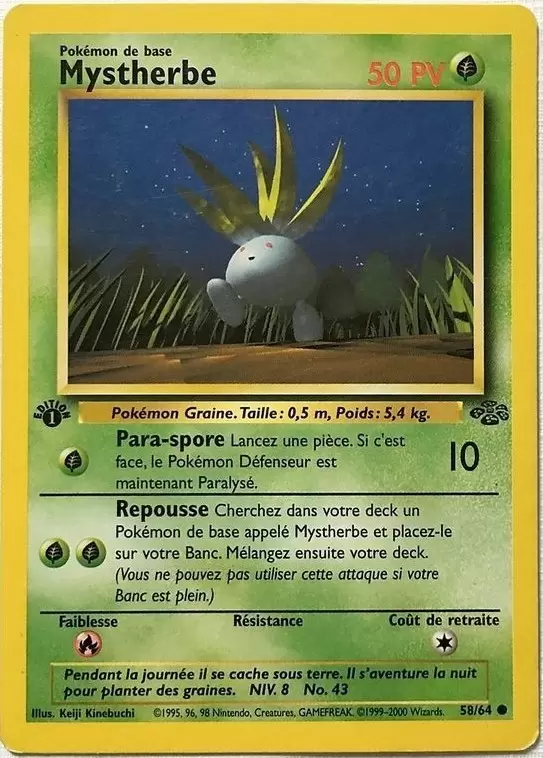 Pokémon de base
Mystherbe
50 PV
EDITION
1
Pokémon Graine. Taille: 0,5 m, Poids: 5,4 kg.
Para-spore Lancez une pièce. Si c'est
face, le Pokémon Défenseur est
maintenant Paralysé.
10
Repousse Cherchez dans votre deck un
Pokémon de base appelé Mystherbe et placez-le
sur votre Banc. Mélangez ensuite votre deck.
(Vous ne pouvez pas utiliser cette attaque si votre
Banc est plein.)
Faiblesse Résistance Coût de retraite
Pendant la journée il se cache sous terre. Il s'aventure la nuit
pour planter des graines. NIV. 8 No. 43
Illus. Keiji Kinebuchi ©1995, 96, 98 Nintendo, Creatures, GAMEFREAK. ©1999-2000 Wizards. 58/64